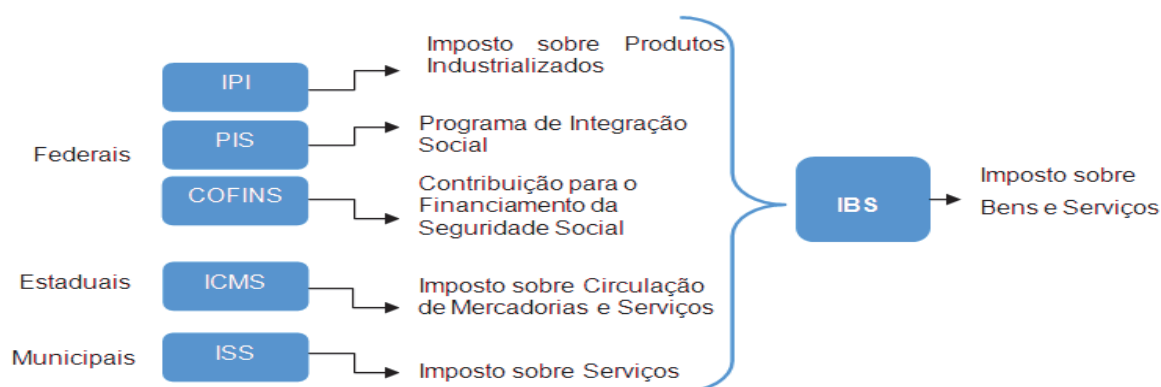 Federais
IPI
Imposto sobre Produtos
Industrializados
PIS
Programa de Integração
Social
COFINS
Contribuição para o
Financiamento da
Seguridade Social
Estaduais
ICMS
Imposto sobre Circulação
de Mercadorias e Serviços
Municipais
ISS
Imposto sobre Serviços
IBS
Imposto sobre
Bens e Serviços